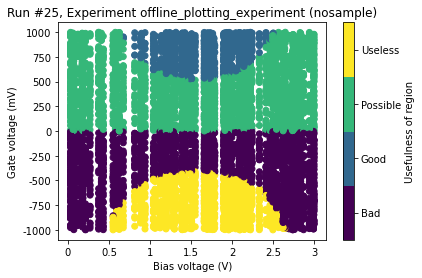 Run #25, Experiment offline_plotting_experiment (nosample)
1000
750
500
250
0
-250
-500
-750
-1000
Gate voltage (mV)
0
0.5
1
1.5
2
2.5
3
Bias voltage (V)
Useless
Possible
Good
Bad
Usefulness of region